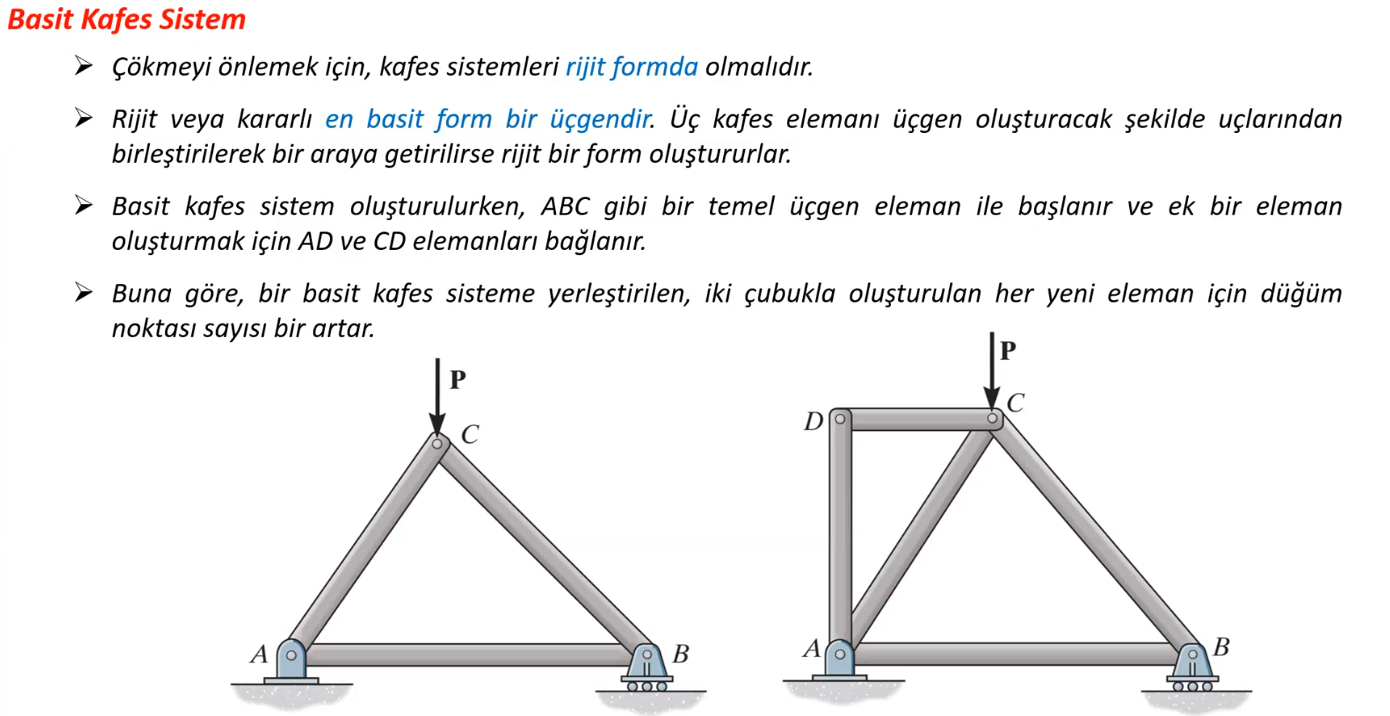 Basit Kafes Sistem
➢ Çökmeyi önlemek için, kafes sistemleri rijit formda olmalıdır.
➢ Rijit veya kararlı en basit form bir üçgendir. Üç kafes elemanı üçgen oluşturacak şekilde uçlarından
birleştirilerek bir araya getirilirse rijit bir form oluştururlar.
➢ Basit kafes sistem oluşturulurken, ABC gibi bir temel üçgen eleman ile başlanır ve ek bir eleman
oluşturmak için AD ve CD elemanları bağlanır.
➢ Buna göre, bir basit kafes sisteme yerleştirilen, iki çubukla oluşturulan her yeni eleman için düğüm
noktası sayısı bir artar.
P
C
A
B
P
C
D
A
B